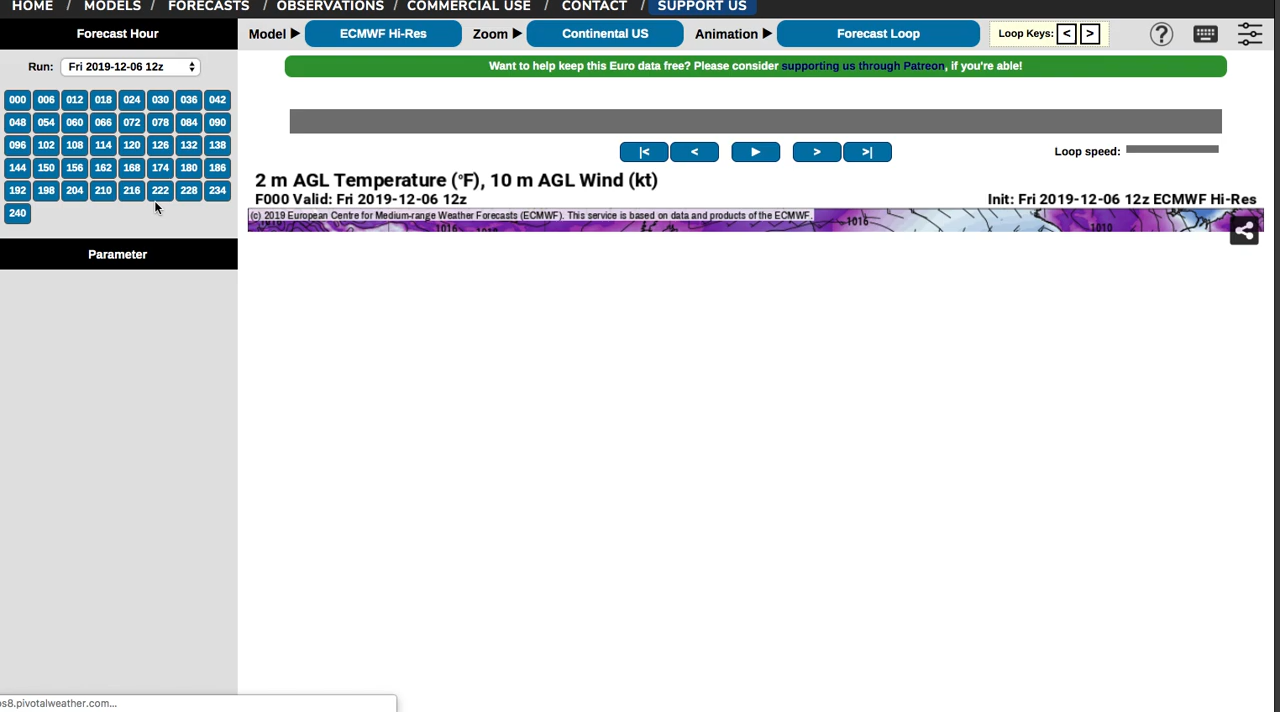 HOME / MODELS / FORECASTS / OBSERVATIONS / COMMERCIAL USE / CONTACT / SUPPORT US
Forecast Hour
Model ECMWF Hi-Res Zoom Continental US Animation Forecast Loop Loop Keys: < > ?
Run: Fri 2019-12-06 12z
Want to help keep this Euro data free? Please consider supporting us through Patreon, if you're able!
000 006 012 018 024 030 036 042
048 054 060 066 072 078 084 090
096 102 108 114 120 126 132 138
144 150 156 162 168 174 180 186
192 198 204 210 216 222 228 234
240
|< < > >|
Loop speed:
2 m AGL Temperature (°F), 10 m AGL Wind (kt)
F000 Valid: Fri 2019-12-06 12z
Init: Fri 2019-12-06 12z ECMWF Hi-Res
(c) 2019 European Centre for Medium-range Weather Forecasts (ECMWF). This service is based on data and products of the ECMWF.
1016
1016
1010
Parameter
os8.pivotalweather.com...